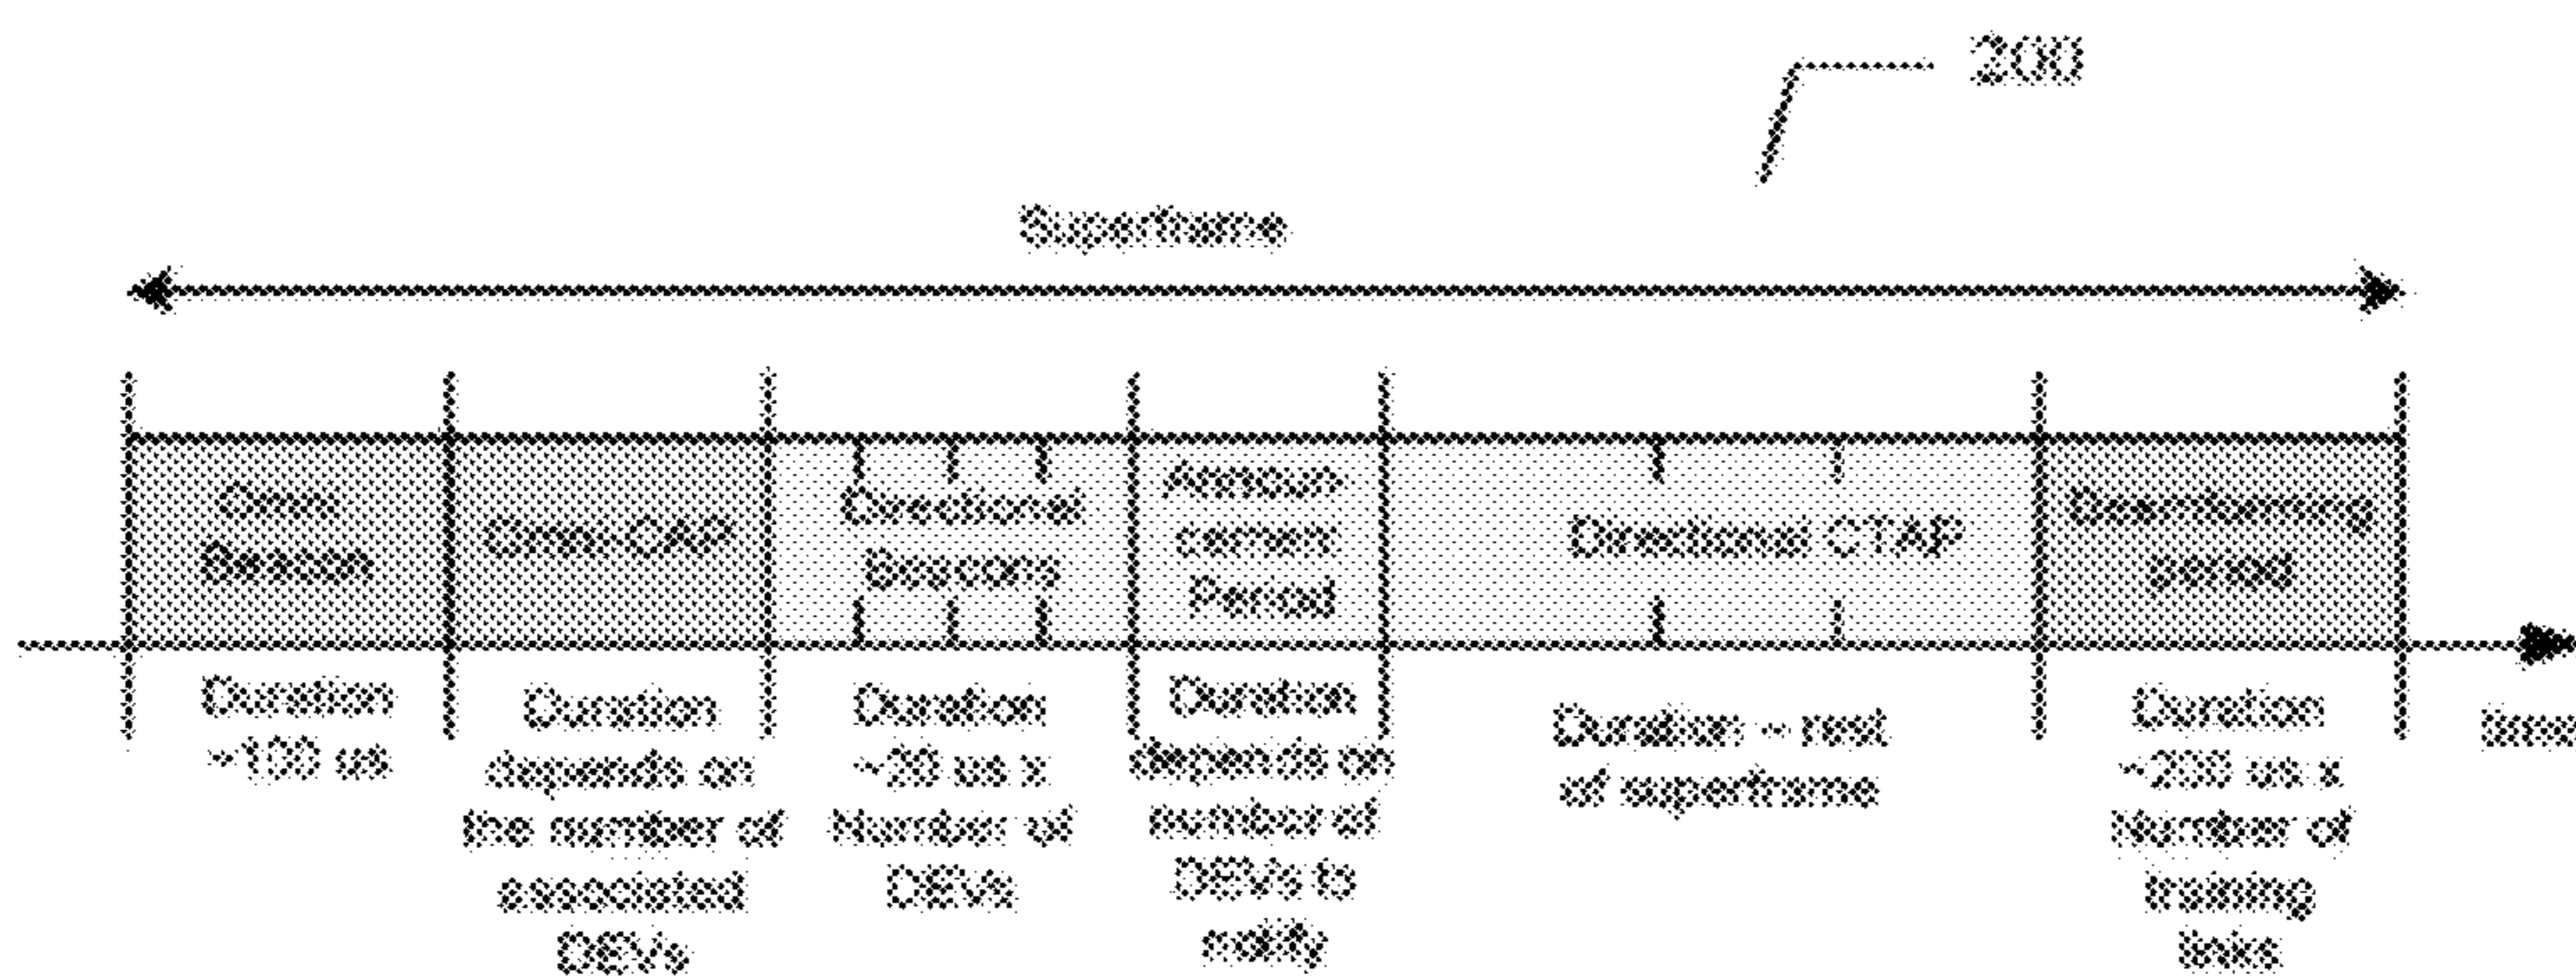 200
Superframe
Omni
Beacon
Omni-CAP
Directional
Beacons
Announ-
cement
Period
Directional CTAP
Beamforming
period
Duration
~100 us
Duration
depends on
the number of
associated
DEVs
Duration
~20 us x
Number of
DEVs
Duration
depends on
number of
DEVs to
notify
Duration - rest
of superframe
Duration
~200 us x
Number of
training
links
time